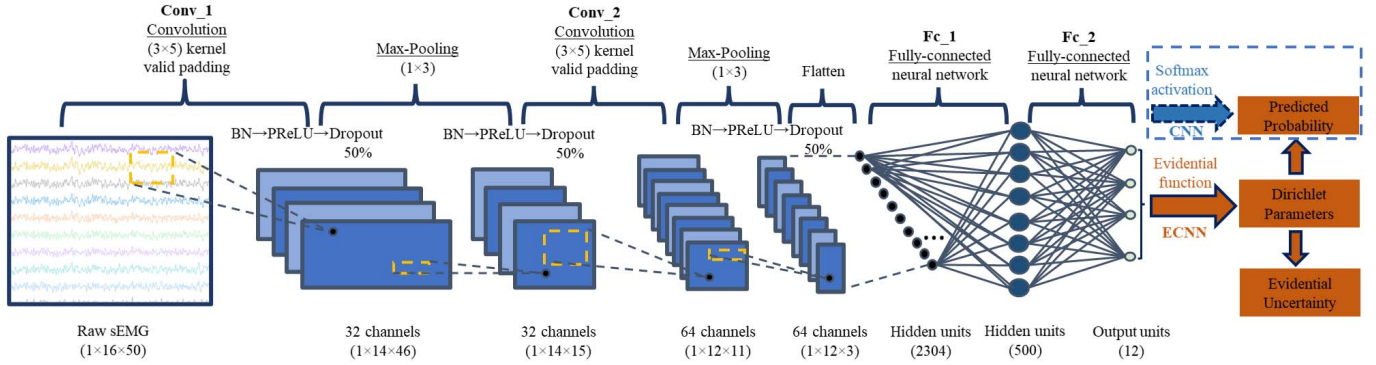 Conv_1
Convolution
(3×5) kernel
valid padding
Max-Pooling
(1×3)
Conv_2
Convolution
(3×5) kernel
valid padding
Max-Pooling
(1×3)
Flatten
Fc_1
Fully-connected
neural network
Fc_2
Fully-connected
neural network
BN→PReLU→Dropout
50%
BN→PReLU→Dropout
50%
BN→PReLU→Dropout
50%
Softmax
activation
CNN
Predicted
Probability
Evidential
function
ECNN
Dirichlet
Parameters
Evidential
Uncertainty
...
Raw sEMG
(1×16×50)
32 channels
(1×14×46)
32 channels
(1×14×15)
64 channels
(1×12×11)
64 channels
(1×12×3)
Hidden units
(2304)
Hidden units
(500)
Output units
(12)